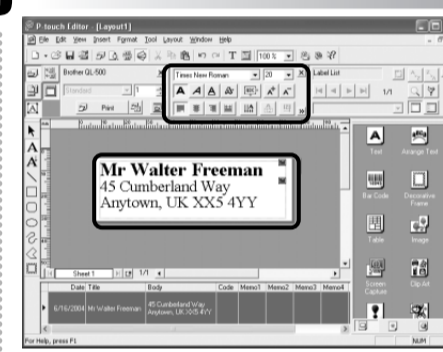 P-touch Editor - [Layout1]
File Edit View Insert Format Tool Layout Window Help
100 %
Brother QL-500
Times New Roman
20
Label List
Standard
1
1/1
Print
Mr Walter Freeman
45 Cumberland Way
Anytown, UK XX5 4YY
Text
Arrange Text
Bar Code
Decorative Frame
Table
Image
Screen Capture
Clip Art
Sheet 1
1/1
Date Title Body Code Memo1 Memo2 Memo3 Memo4
6/16/2004 Mr Walter Freeman 45 Cumberland Way
Anytown, UK XX5 4YY
For Help, press F1
NUM